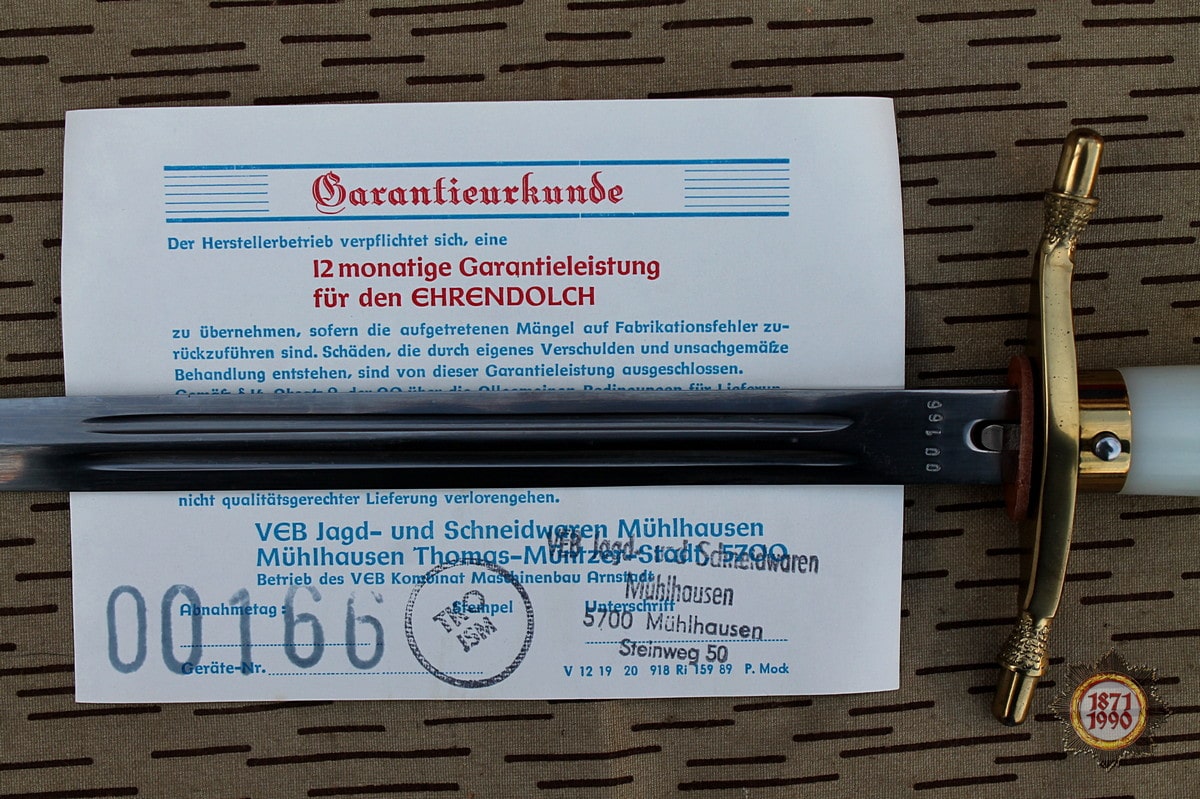 Garantieurkunde
Der Herstellerbetrieb verpflichtet sich, eine
12 monatige Garantieleistung
für den EHRENDOLCH
zu übernehmen, sofern die aufgetretenen Mängel auf Fabrikationsfehler zu-
rückzuführen sind. Schäden, die durch eigenes Verschulden und unsachgemäße
Behandlung entstehen, sind von dieser Garantieleistung ausgeschlossen.
00166
nicht qualitätsgerechter Lieferung verlorengehen.
VEB Jagd- und Schneidwaren Mühlhausen
Mühlhausen Thomas-Müntzer-Stadt 5700
Betrieb des VEB Kombinat Maschinenbau Arnstadt
VEB Jagd- und Schneidwaren
Mühlhausen
5700 Mühlhausen
Steinweg 50
Abnahmetag: Stempel Unterschrift
00166
TKO
ISM
Geräte-Nr.
V 12 19 20 918 Ri 159 89 P. Mock
1871
1990